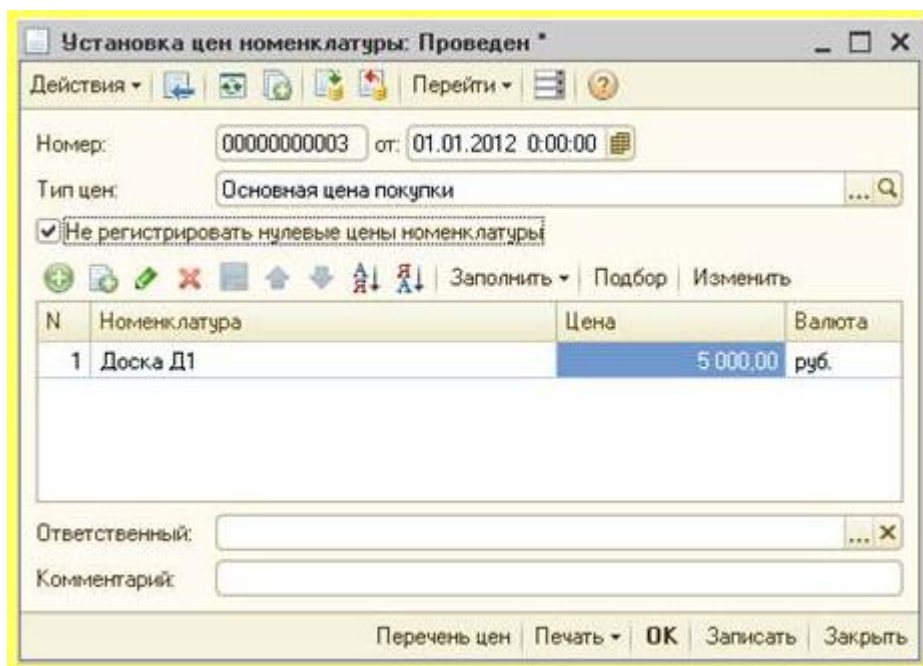 Установка цен номенклатуры: Проведен *
Действия Перейти
Номер: 00000000003 от: 01.01.2012 0:00:00
Тип цен: Основная цена покупки ...
Не регистрировать нулевые цены номенклатуры
Заполнить Подбор Изменить
N Номенклатура Цена Валюта
1 Доска Д1 5 000,00 руб.
Ответственный: ...
Комментарий:
Перечень цен Печать OK Записать Закрыть